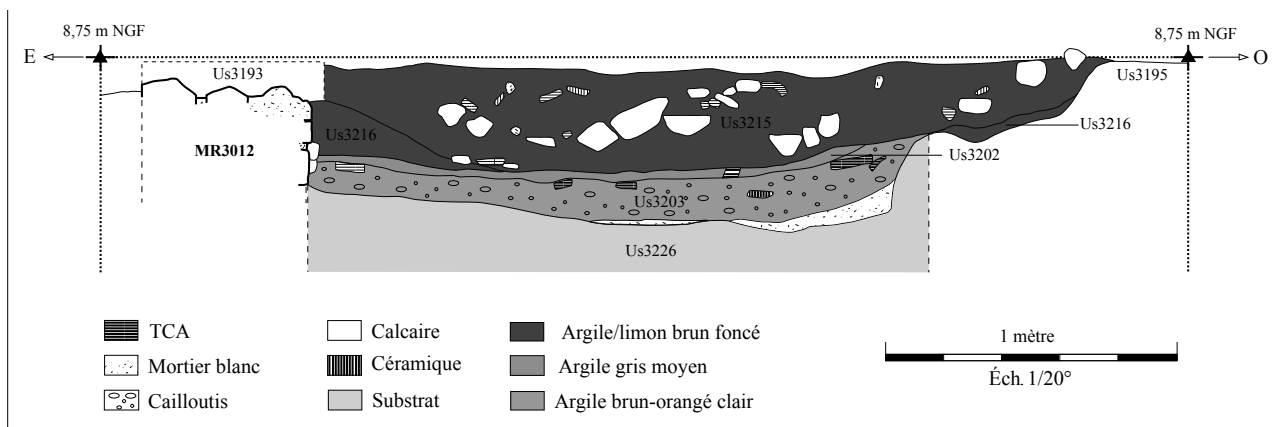 8,75 m NGF
8,75 m NGF
E
O
Us3193
Us3195
Us3215
Us3216
Us3216
MR3012
Us3202
Us3203
Us3226
TCA
Calcaire
Argile/limon brun foncé
1 mètre
Mortier blanc
Céramique
Argile gris moyen
Éch. 1/20°
Cailloutis
Substrat
Argile brun-orangé clair